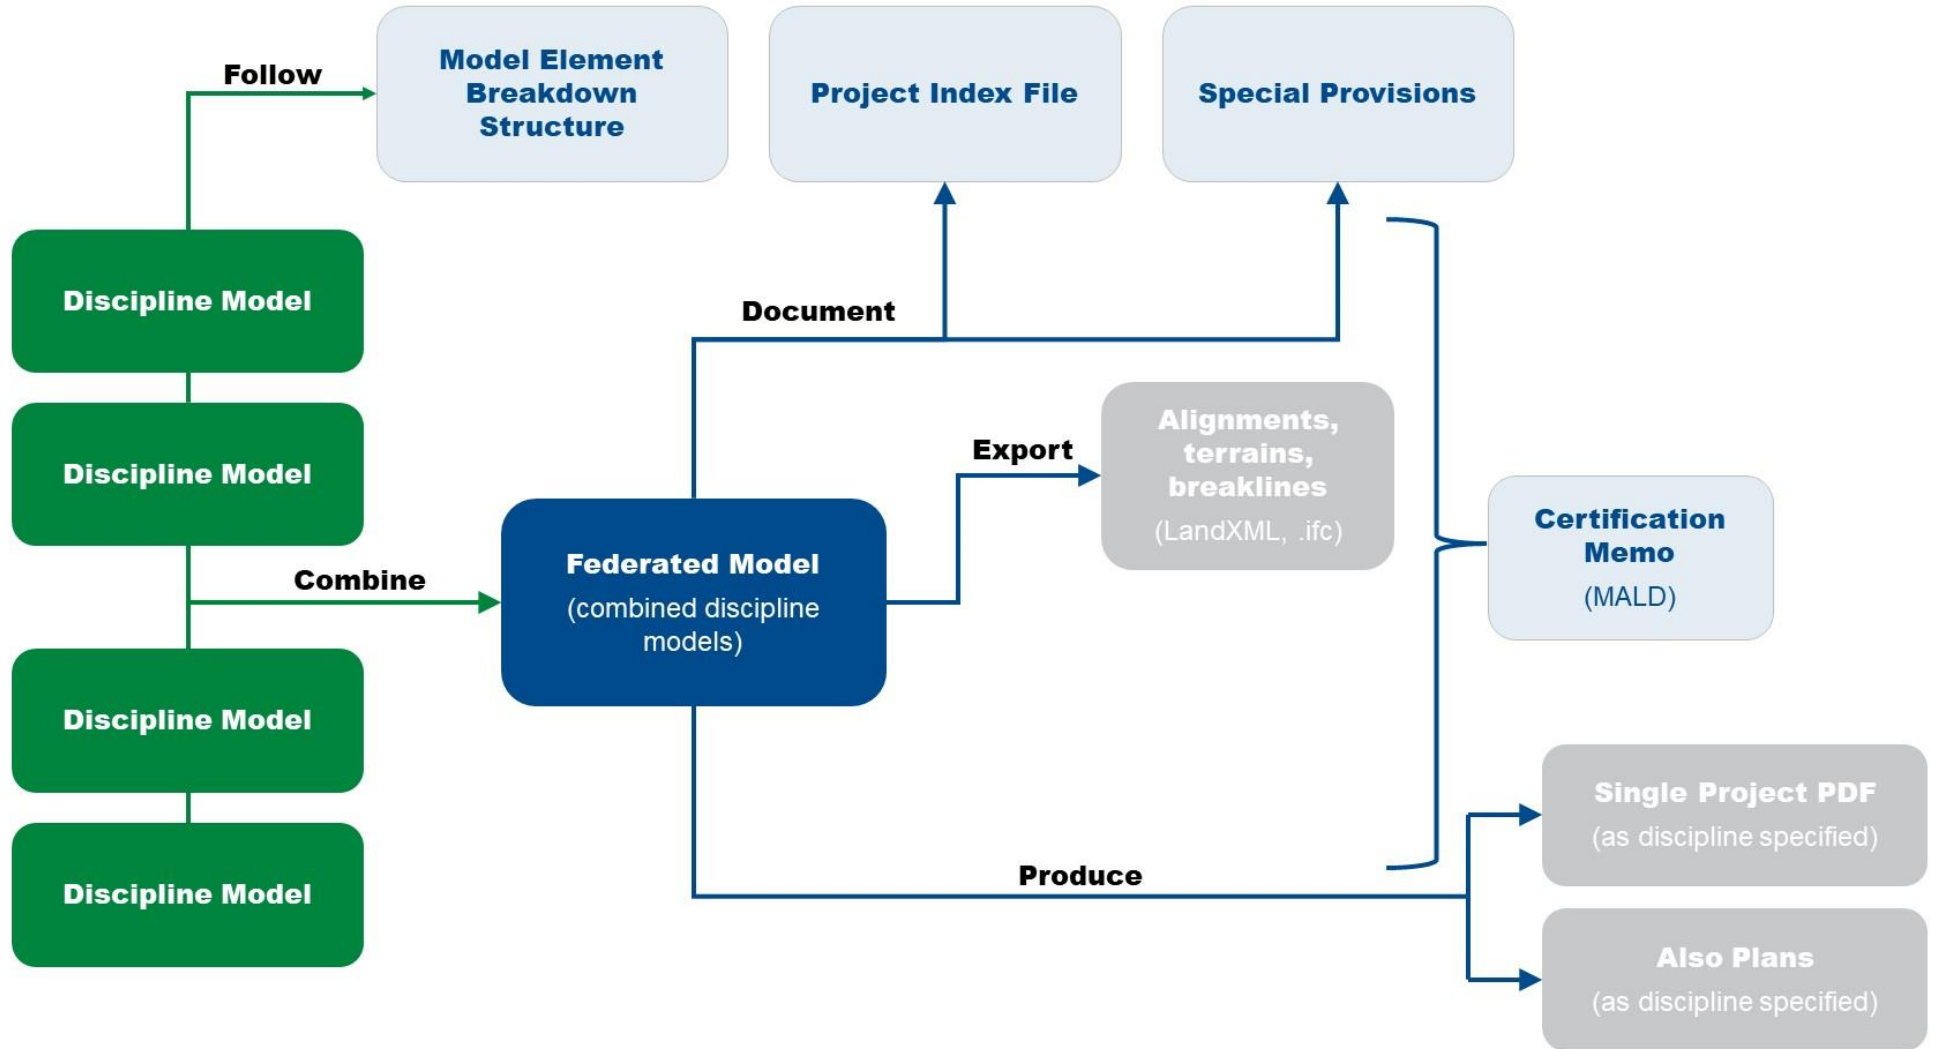 Follow
Model Element
Breakdown
Structure
Project Index File
Special Provisions
Discipline Model
Document
Discipline Model
Export
Alignments,
terrains,
breaklines
(LandXML, .ifc)
Combine
Federated Model
(combined discipline
models)
Certification
Memo
(MALD)
Discipline Model
Single Project PDF
(as discipline specified)
Discipline Model
Produce
Also Plans
(as discipline specified)